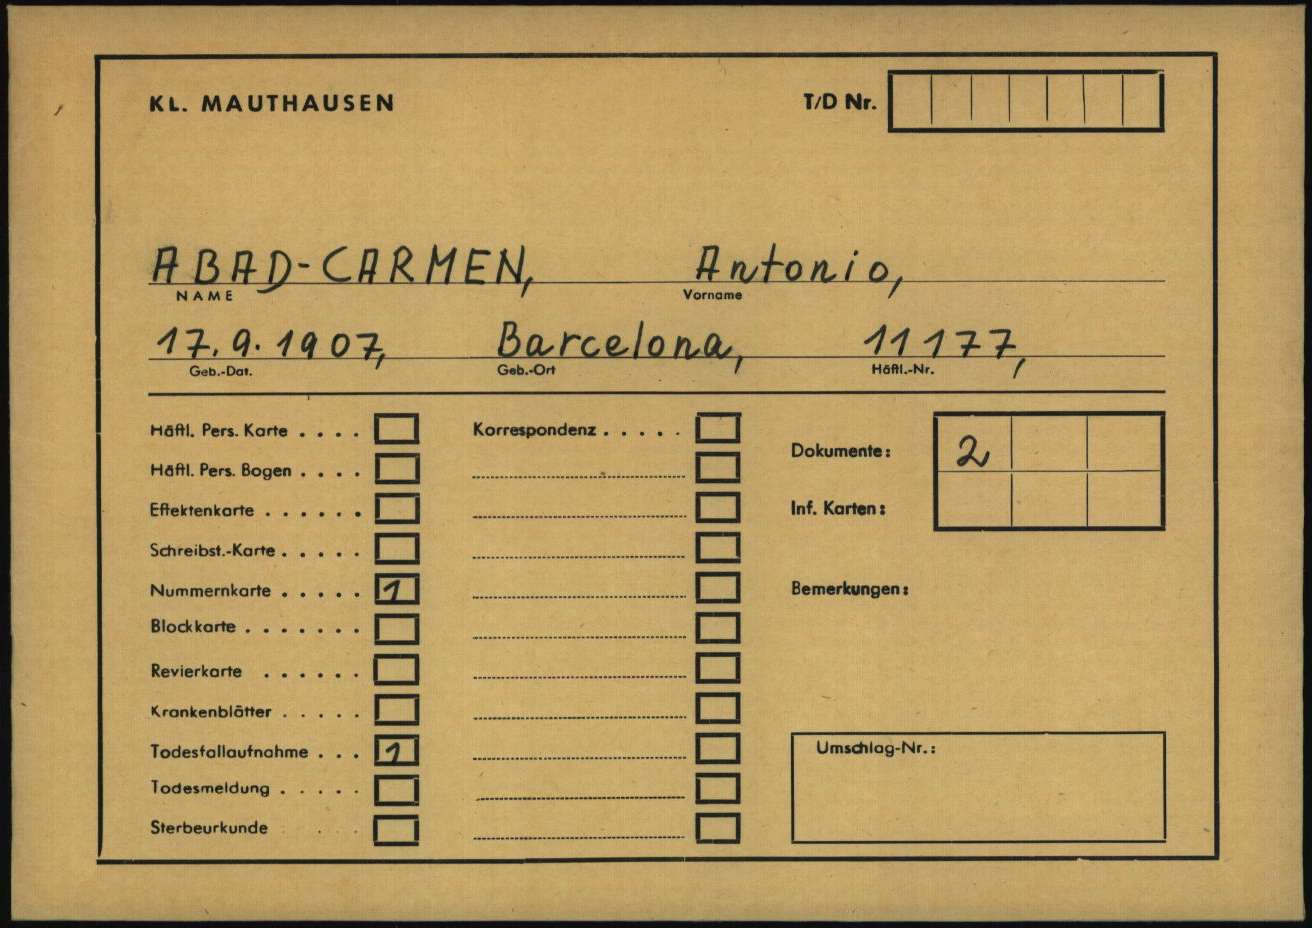 KL. MAUTHAUSEN T/D Nr.
ABAD-CARMEN, Antonio,
NAME Vorname
17.9.1907, Barcelona, 11177,
Geb.-Dat. Geb.-Ort Häftl.-Nr.
Häftl. Pers. Karte . . . .
Häftl. Pers. Bogen . . . .
Effektenkarte . . . . . .
Schreibst.-Karte . . . . .
Nummernkarte . . . . . 1
Blockkarte . . . . . . .
Revierkarte . . . . . .
Krankenblätter . . . . .
Todesfallaufnahme . . . 1
Todesmeldung . . . . .
Sterbeurkunde . . .
Korrespondenz . . . . .
Dokumente: 2
Inf. Karten:
Bemerkungen:
Umschlag-Nr.: